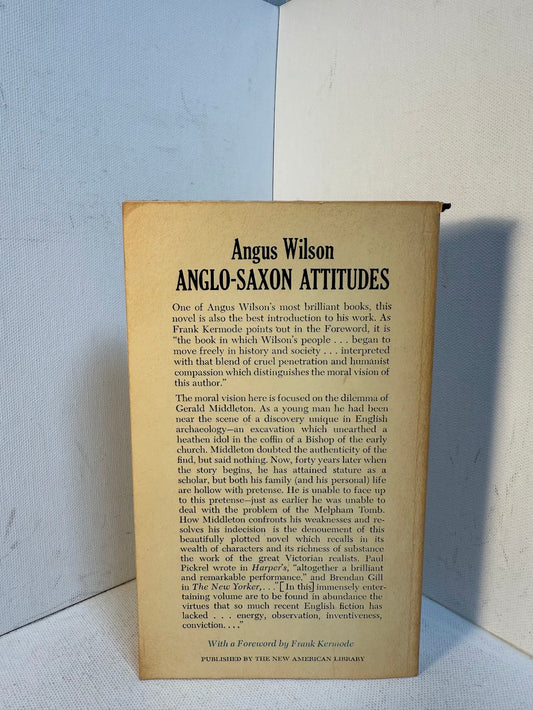 Angus Wilson
ANGLO-SAXON ATTITUDES
One of Angus Wilson's most brilliant books, this
novel is also the best introduction to his work. As
Frank Kermode points out in the Foreword, it is
"the book in which Wilson's people . . . began to
move freely in history and society . . . interpreted
with that blend of cruel penetration and humanist
compassion which distinguishes the moral vision of
this author."
The moral vision here is focused on the dilemma of
Gerald Middleton. As a young man he had been
near the scene of a discovery unique in English
archaeology—an excavation which unearthed a
heathen idol in the coffin of a Bishop of the early
church. Middleton doubted the authenticity of the
find, but said nothing. Now, forty years later when
the story begins, he has attained stature as a
scholar, but both his family (and his personal) life
are hollow with pretense. He is unable to face up
to this pretense—just as earlier he was unable to
deal with the problem of the Melpham Tomb.
How Middleton confronts his weaknesses and re-
solves his indecision is the denouement of this
beautifully plotted novel which recalls in its
wealth of characters and its richness of substance
the work of the great Victorian realists. Paul
Pickrel wrote in Harper's, "altogether a brilliant
and remarkable performance," and Brendan Gill
in The New Yorker, . . ."[In this] immensely enter-
taining volume are to be found in abundance the
virtues that so much recent English fiction has
lacked . . . energy, observation, inventiveness,
conviction. . . ."
With a Foreword by Frank Kermode
PUBLISHED BY THE NEW AMERICAN LIBRARY